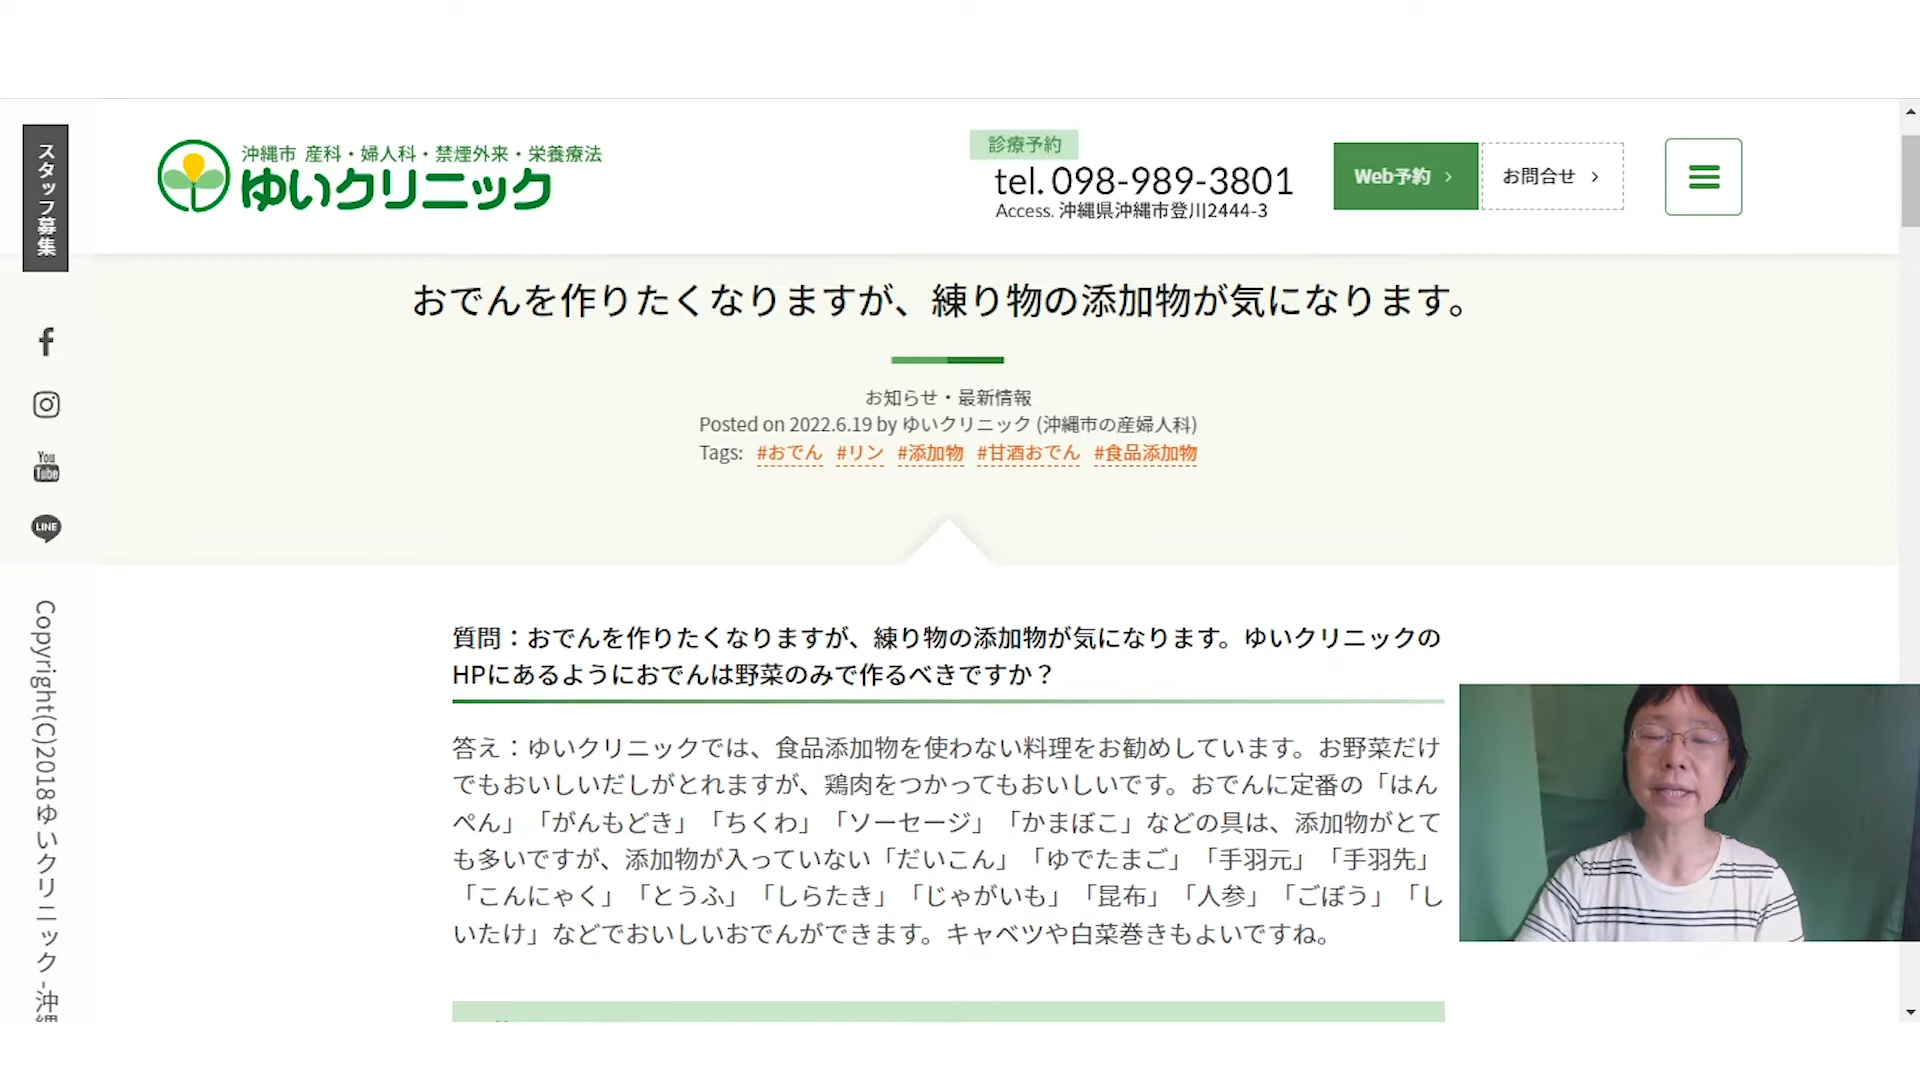 スタッフ募集
沖縄市 産科・婦人科・禁煙外来・栄養療法
ゆいクリニック
診療予約
tel. 098-989-3801
Access. 沖縄県沖縄市登川2444-3
Web予約
お問合せ
おでんを作りたくなりますが、練り物の添加物が気になります。
お知らせ・最新情報
Posted on 2022.6.19 by ゆいクリニック (沖縄市の産婦人科)
Tags: #おでん #リン #添加物 #甘酒おでん #食品添加物
You Tube
LINE
Copyright(C)2018 ゆいクリニック -沖縄
質問：おでんを作りたくなりますが、練り物の添加物が気になります。ゆいクリニックの
HPにあるようにおでんは野菜のみで作るべきですか？
答え：ゆいクリニックでは、食品添加物を使わない料理をお勧めしています。お野菜だけ
でもおいしいだしがとれますが、鶏肉をつかってもおいしいです。おでんに定番の「はん
ぺん」「がんもどき」「ちくわ」「ソーセージ」「かまぼこ」などの具は、添加物がとて
も多いですが、添加物が入っていない「だいこん」「ゆでたまご」「手羽元」「手羽先」
「こんにゃく」「とうふ」「しらたき」「じゃがいも」「昆布」「人参」「ごぼう」「し
いたけ」などでおいしいおでんができます。キャベツや白菜巻きもよいですね。